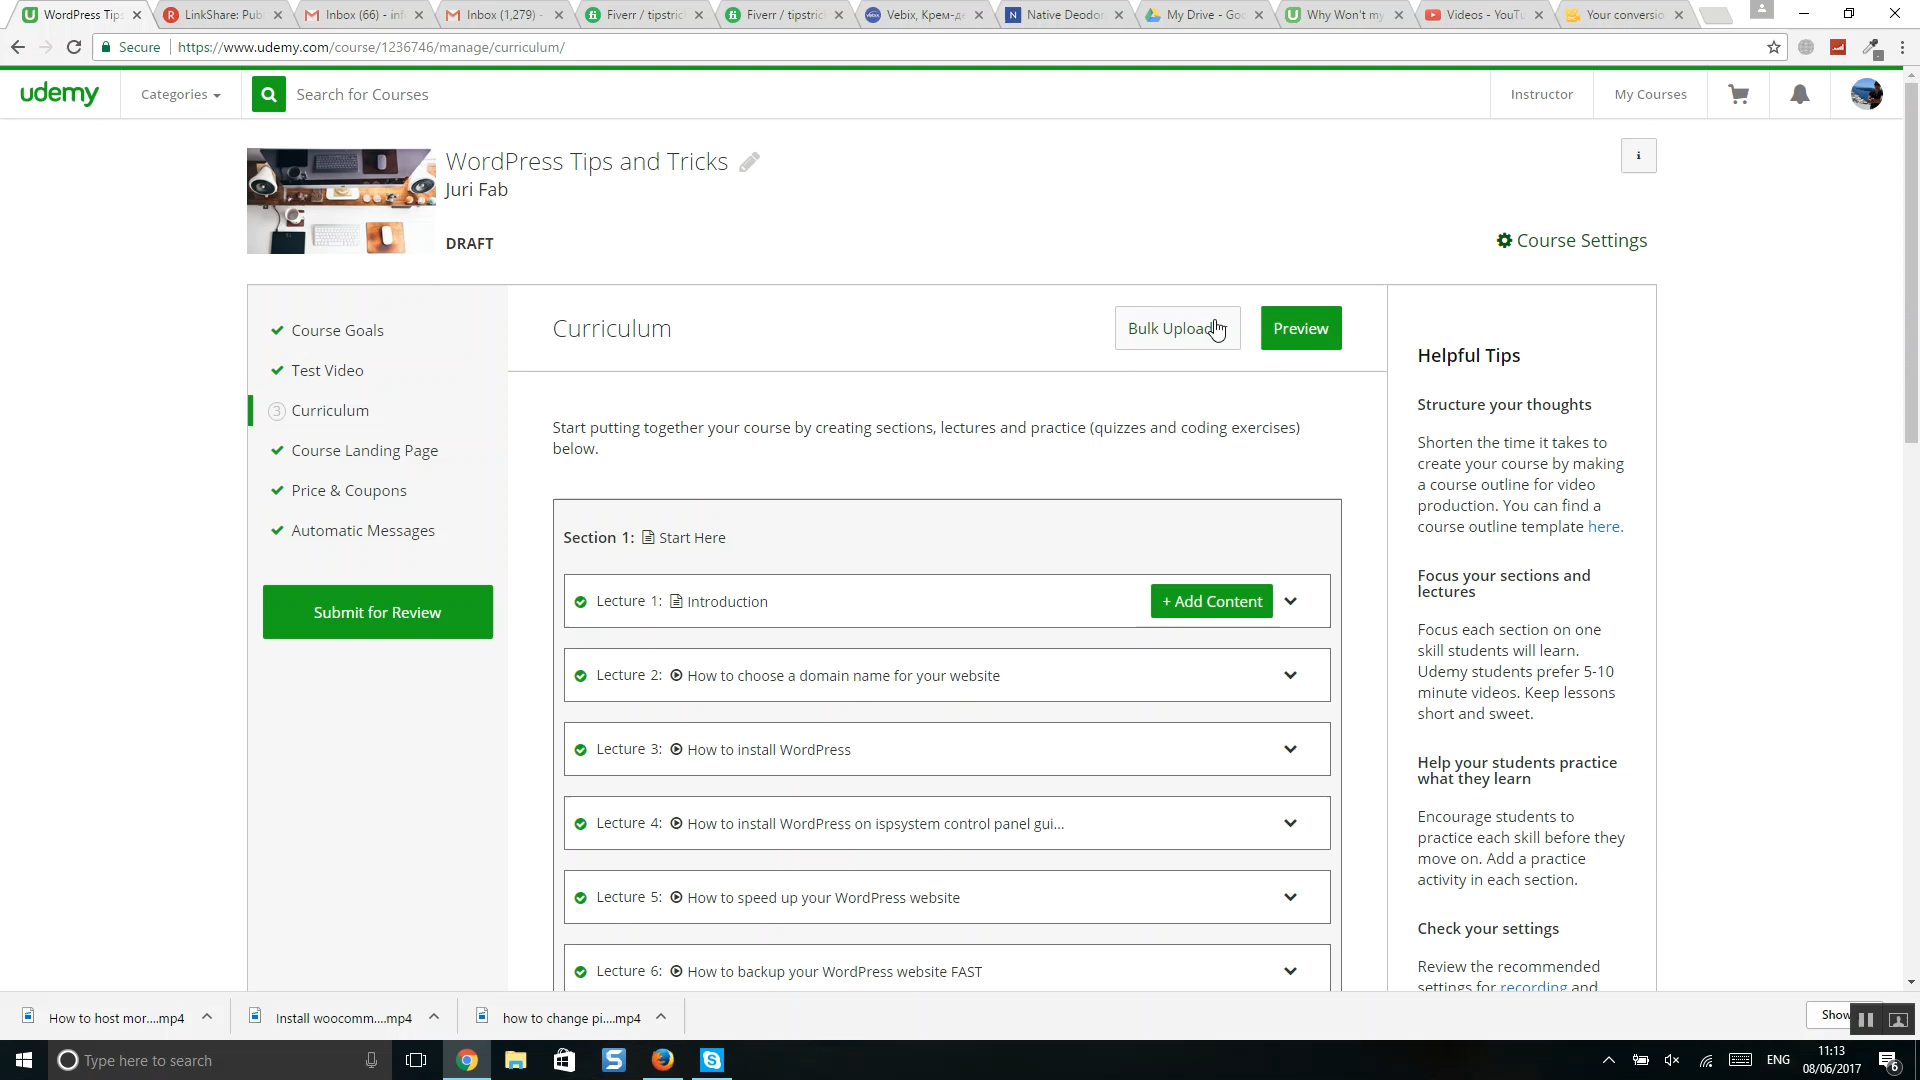 WordPress Tips
LinkShare: Pub
Inbox (66) - inf
Inbox (1,279) -
Fiverr / tipstric
Fiverr / tipstric
Vebix, Крем-д
Native Deodor
My Drive - Goo
Why Won't my
Videos - YouTu
Your conversio
Secure
https://www.udemy.com/course/1236746/manage/curriculum/
udemy
Categories
Search for Courses
Instructor
My Courses
WordPress Tips and Tricks
Juri Fab
DRAFT
i
Course Settings
Course Goals
Test Video
3 Curriculum
Course Landing Page
Price & Coupons
Automatic Messages
Submit for Review
Curriculum
Bulk Upload
Preview
Start putting together your course by creating sections, lectures and practice (quizzes and coding exercises)
below.
Section 1: Start Here
Lecture 1: Introduction
+ Add Content
Lecture 2: How to choose a domain name for your website
Lecture 3: How to install WordPress
Lecture 4: How to install WordPress on ispsystem control panel gui...
Lecture 5: How to speed up your WordPress website
Lecture 6: How to backup your WordPress website FAST
Helpful Tips
Structure your thoughts
Shorten the time it takes to
create your course by making
a course outline for video
production. You can find a
course outline template here.
Focus your sections and
lectures
Focus each section on one
skill students will learn.
Udemy students prefer 5-10
minute videos. Keep lessons
short and sweet.
Help your students practice
what they learn
Encourage students to
practice each skill before they
move on. Add a practice
activity in each section.
Check your settings
Review the recommended
settings for recording and
How to host mor....mp4
Install woocomm....mp4
how to change pi....mp4
Show
Type here to search
ENG
11:13
08/06/2017
6